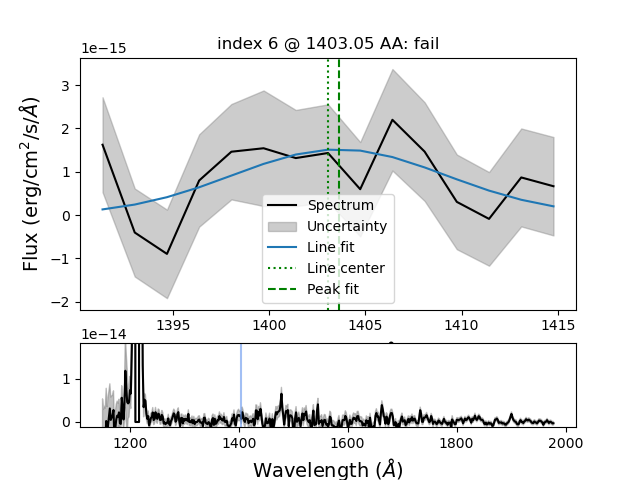 index 6 @ 1403.05 AA: fail
1e−15
3
2
1
0
−1
−2
Flux (erg/cm²/s/Å)
Spectrum
Uncertainty
Line fit
Line center
Peak fit
1395
1400
1405
1410
1415
1e−14
1
0
1200
1400
1600
1800
2000
Wavelength (Å)